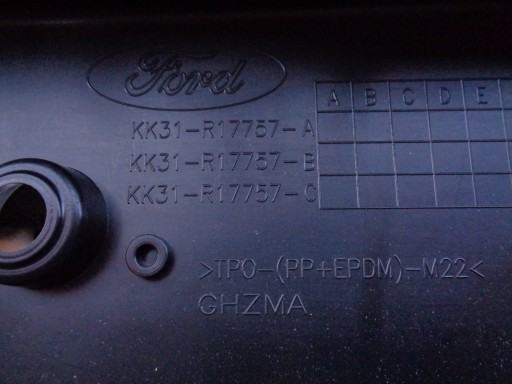 Ford
A B C D E
KK31-R17757-A
KK31-R17757-B
KK31-R17757-C
>TPO-(PP+EPDM)-M22<
GHZMA